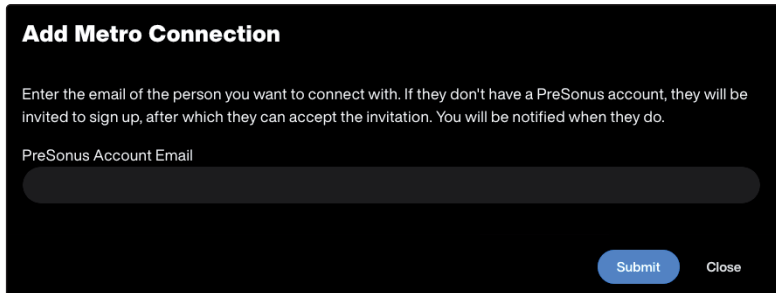 Add Metro Connection
Enter the email of the person you want to connect with. If they don't have a PreSonus account, they will be
invited to sign up, after which they can accept the invitation. You will be notified when they do.
PreSonus Account Email
Submit Close